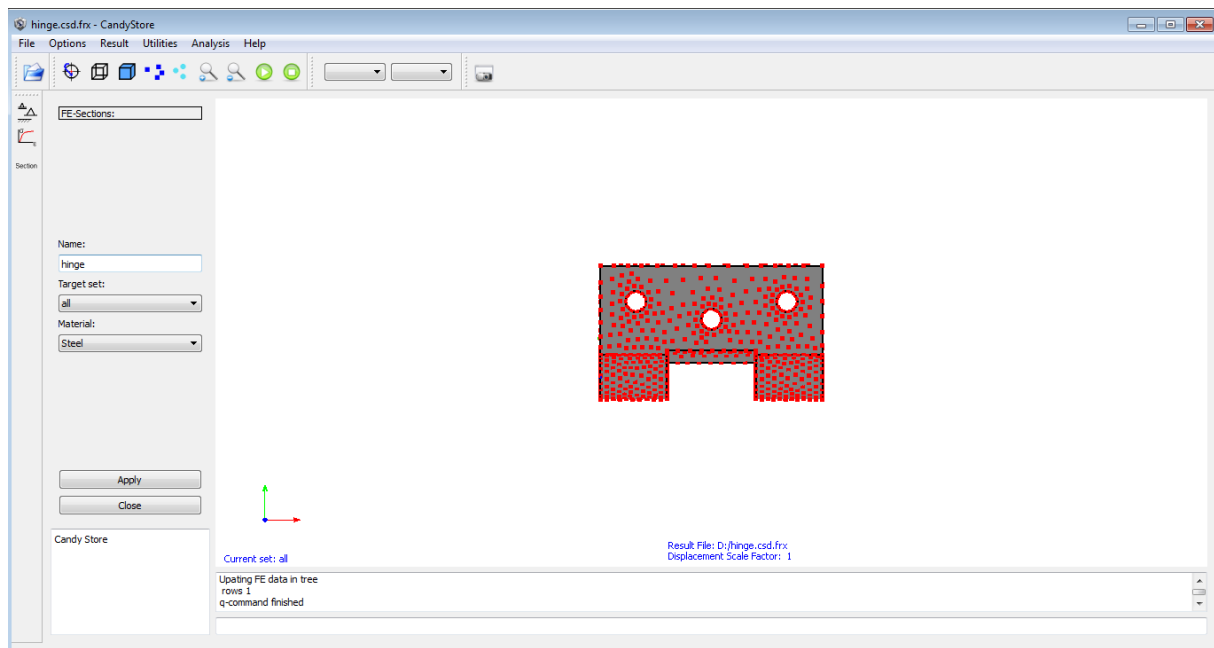 hinge.csd.frx - CandyStore
File Options Result Utilities Analysis Help
Section
FE-Sections:
Name:
hinge
Target set:
all
Material:
Steel
Apply
Close
Candy Store
Current set: all
Result File: D:/hinge.csd.frx
Displacement Scale Factor: 1
Upating FE data in tree
rows 1
q-command finished